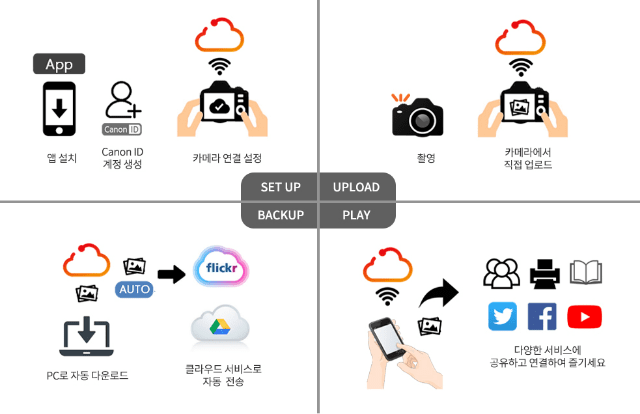 App
Canon ID
앱 설치
Canon ID
계정 생성
카메라 연결 설정
촬영
카메라에서
직접 업로드
SET UP
UPLOAD
BACKUP
PLAY
flickr
AUTO
PC로 자동 다운로드
클라우드 서비스로
자동 전송
f
다양한 서비스에
공유하고 연결하여 즐기세요